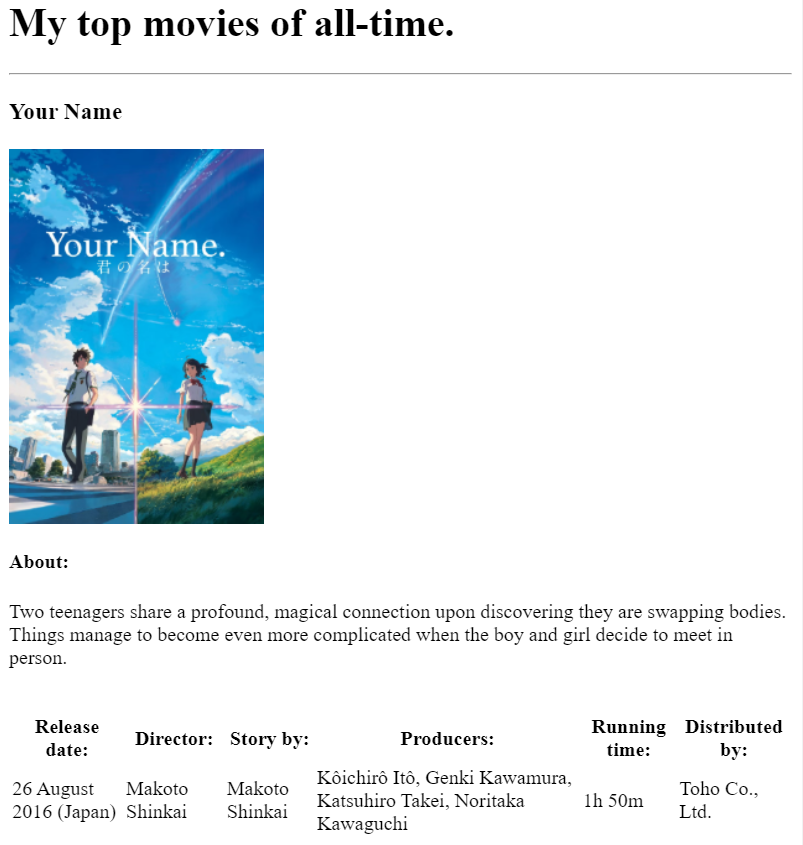 My top movies of all-time.
Your Name
Your Name.
君の名は
About:
Two teenagers share a profound, magical connection upon discovering they are swapping bodies.
Things manage to become even more complicated when the boy and girl decide to meet in
person.
Release date: Director: Story by: Producers: Running time: Distributed by:
26 August 2016 (Japan) Makoto Shinkai Makoto Shinkai Kôichirô Itô, Genki Kawamura, Katsuhiro Takei, Noritaka Kawaguchi 1h 50m Toho Co., Ltd.